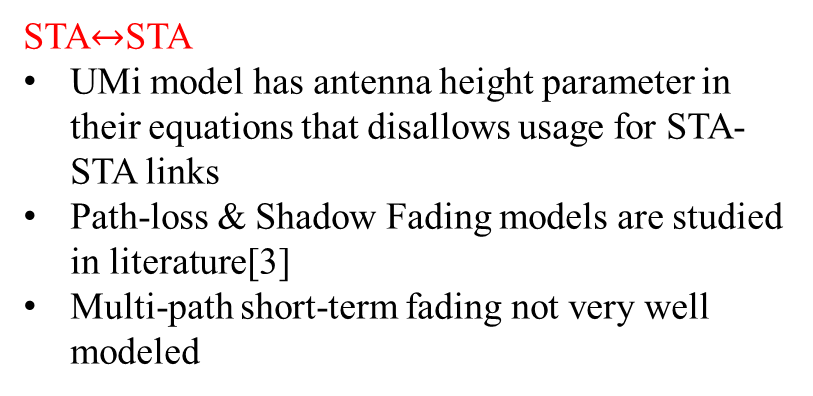 STA↔STA
• UMi model has antenna height parameter in
their equations that disallows usage for STA-
STA links
• Path-loss & Shadow Fading models are studied
in literature[3]
• Multi-path short-term fading not very well
modeled